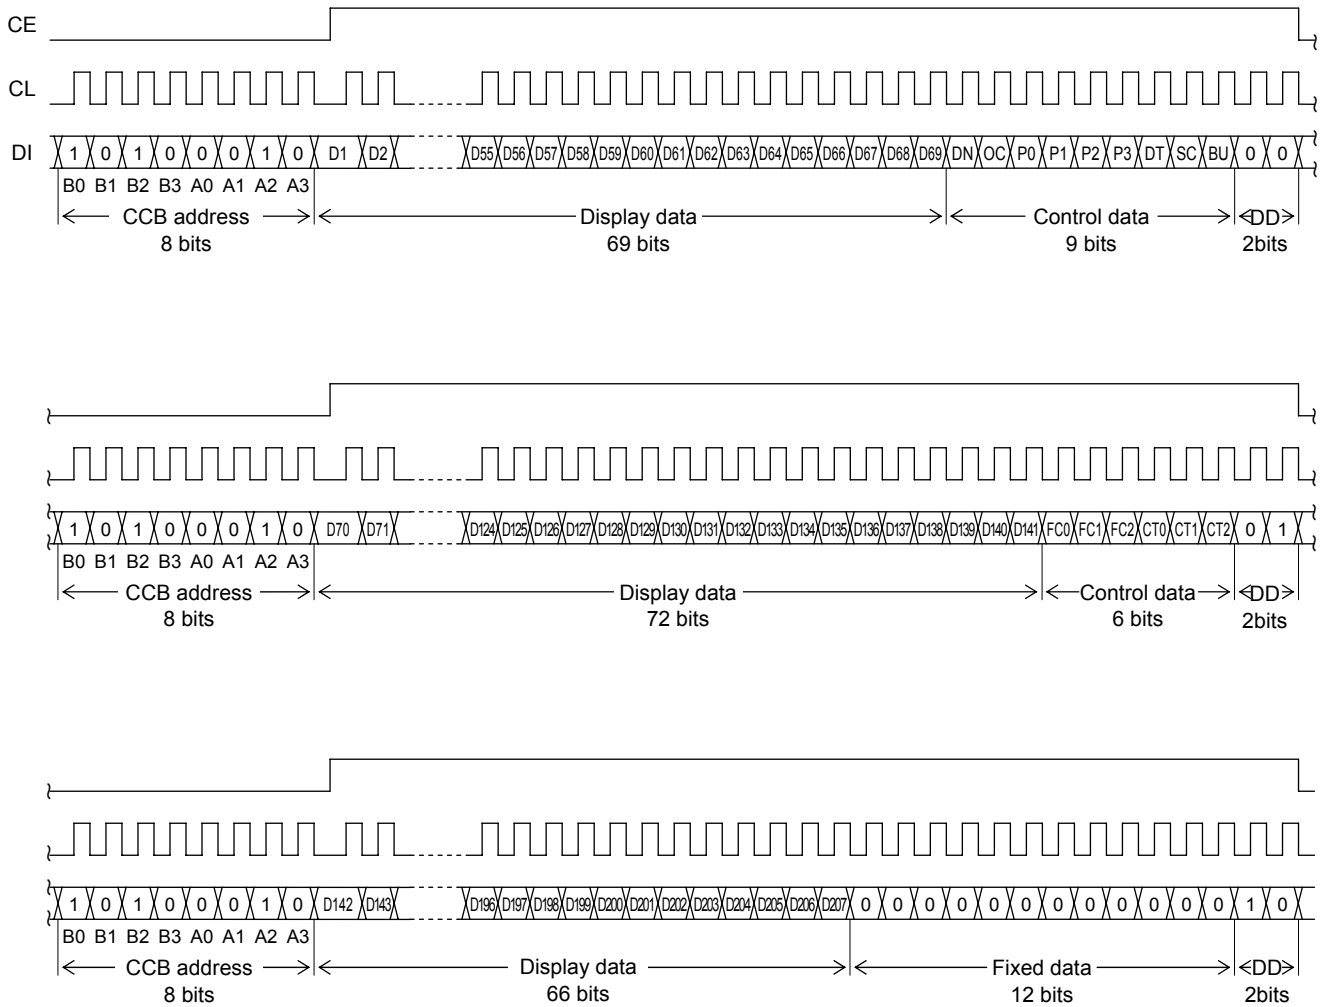 CE
CL
DI 1 0 1 0 0 0 1 0 D1 D2 D55 D56 D57 D58 D59 D60 D61 D62 D63 D64 D65 D66 D67 D68 D69 DN OC P0 P1 P2 P3 DT SC BU 0 0
B0 B1 B2 B3 A0 A1 A2 A3
CCB address Display data Control data DD
8 bits 69 bits 9 bits 2bits
1 0 1 0 0 0 1 0 D70 D71 D124 D125 D126 D127 D128 D129 D130 D131 D132 D133 D134 D135 D136 D137 D138 D139 D140 D141 FC0 FC1 FC2 CT0 CT1 CT2 0 1
B0 B1 B2 B3 A0 A1 A2 A3
CCB address Display data Control data DD
8 bits 72 bits 6 bits 2bits
1 0 1 0 0 0 1 0 D142 D143 D196 D197 D198 D199 D200 D201 D202 D203 D204 D205 D206 D207 0 0 0 0 0 0 0 0 0 0 0 0 1 0
B0 B1 B2 B3 A0 A1 A2 A3
CCB address Display data Fixed data DD
8 bits 66 bits 12 bits 2bits